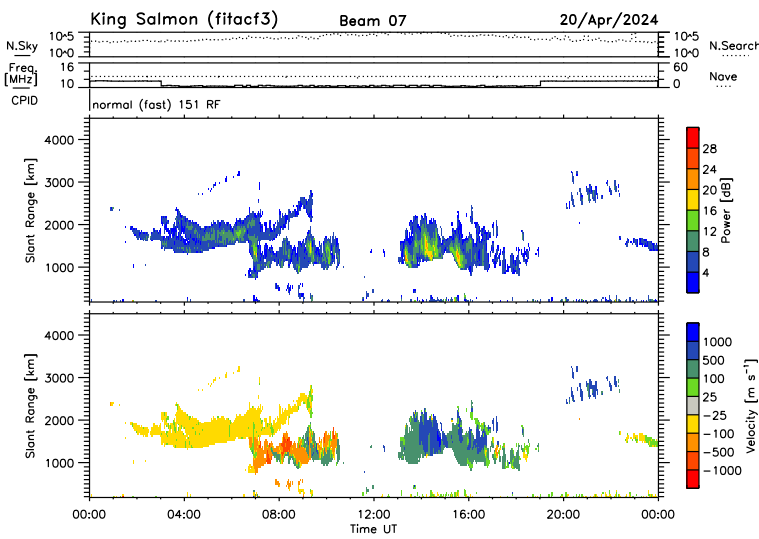 King Salmon (fitacf3) Beam 07 20/Apr/2024
N.Sky 10^5 10^0 10^5 10^0 N.Search
Freq. [MHz] 16 10 60 0 Nave
CPID normal (fast) 151 RF
Slant Range [km] 4000 3000 2000 1000
28 24 20 16 12 8 4 Power [dB]
Slant Range [km] 4000 3000 2000 1000
1000 500 100 25 −25 −100 −500 −1000 Velocity [m s⁻¹]
00:00 04:00 08:00 12:00 16:00 20:00 00:00
Time UT